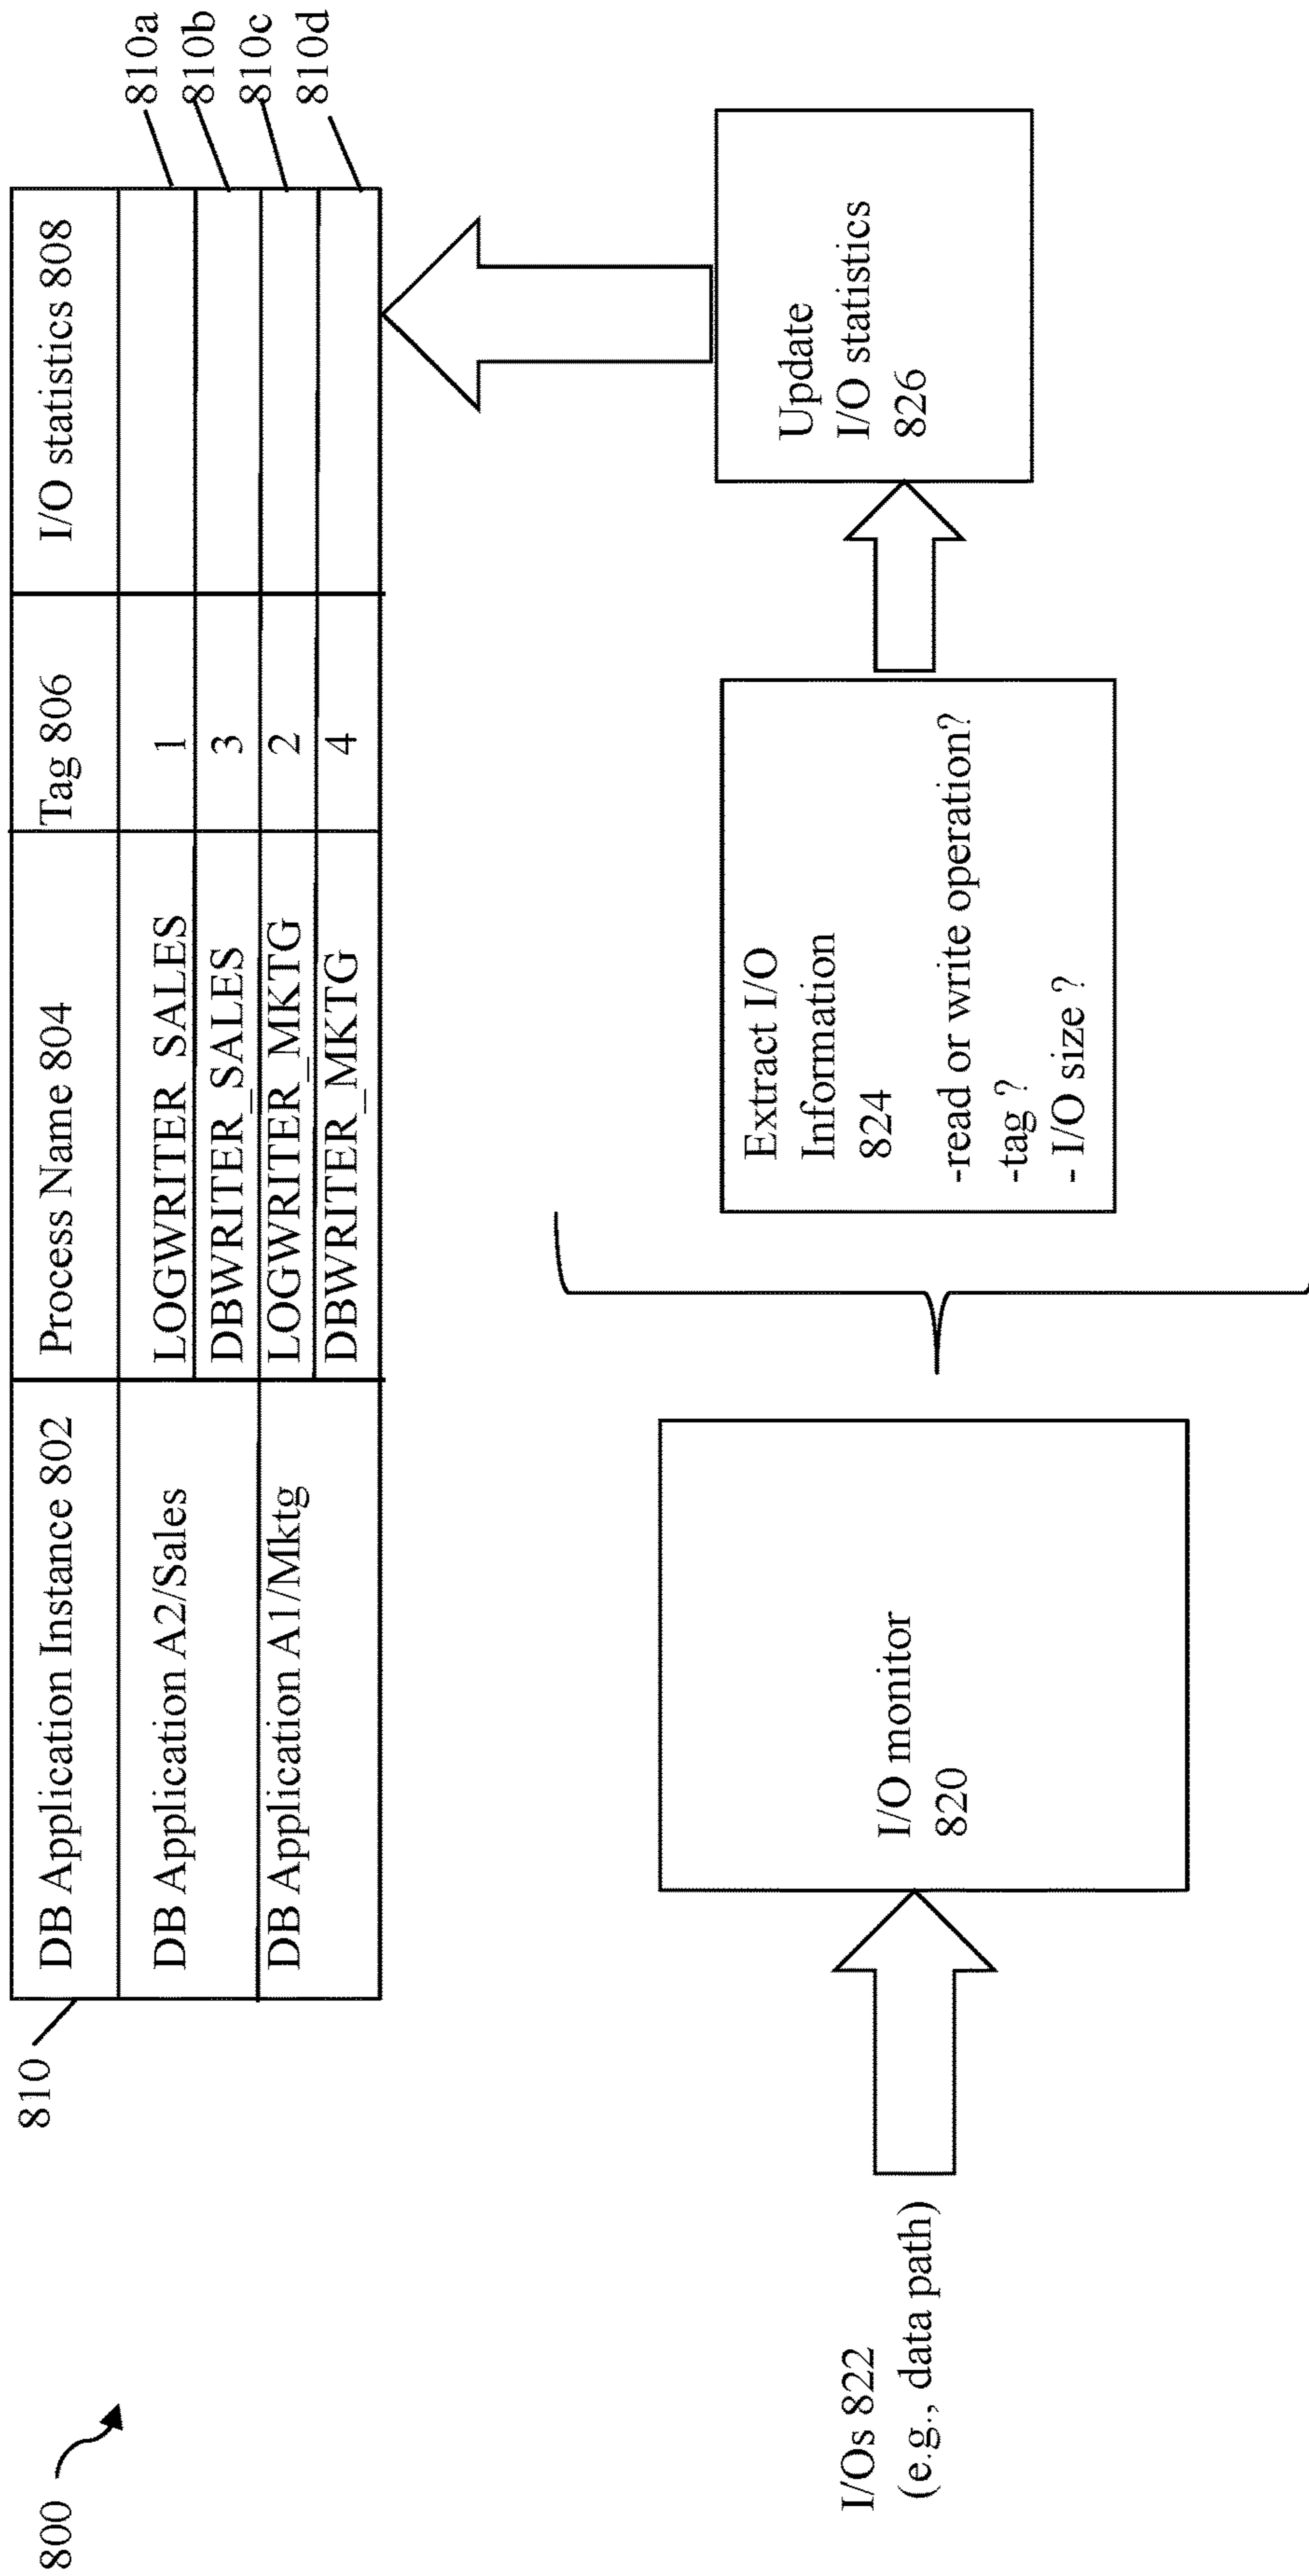 800
810
DB Application Instance 802
Process Name 804
Tag 806
I/O statistics 808
DB Application A2/Sales
LOGWRITER_SALES
1
810a
DBWRITER_SALES
3
810b
DB Application A1/Mktg
LOGWRITER_MKTG
2
810c
DBWRITER_MKTG
4
810d
I/Os 822
(e.g., data path)
I/O monitor
820
Extract I/O
Information
824
-read or write operation?
-tag ?
- I/O size ?
Update
I/O statistics
826